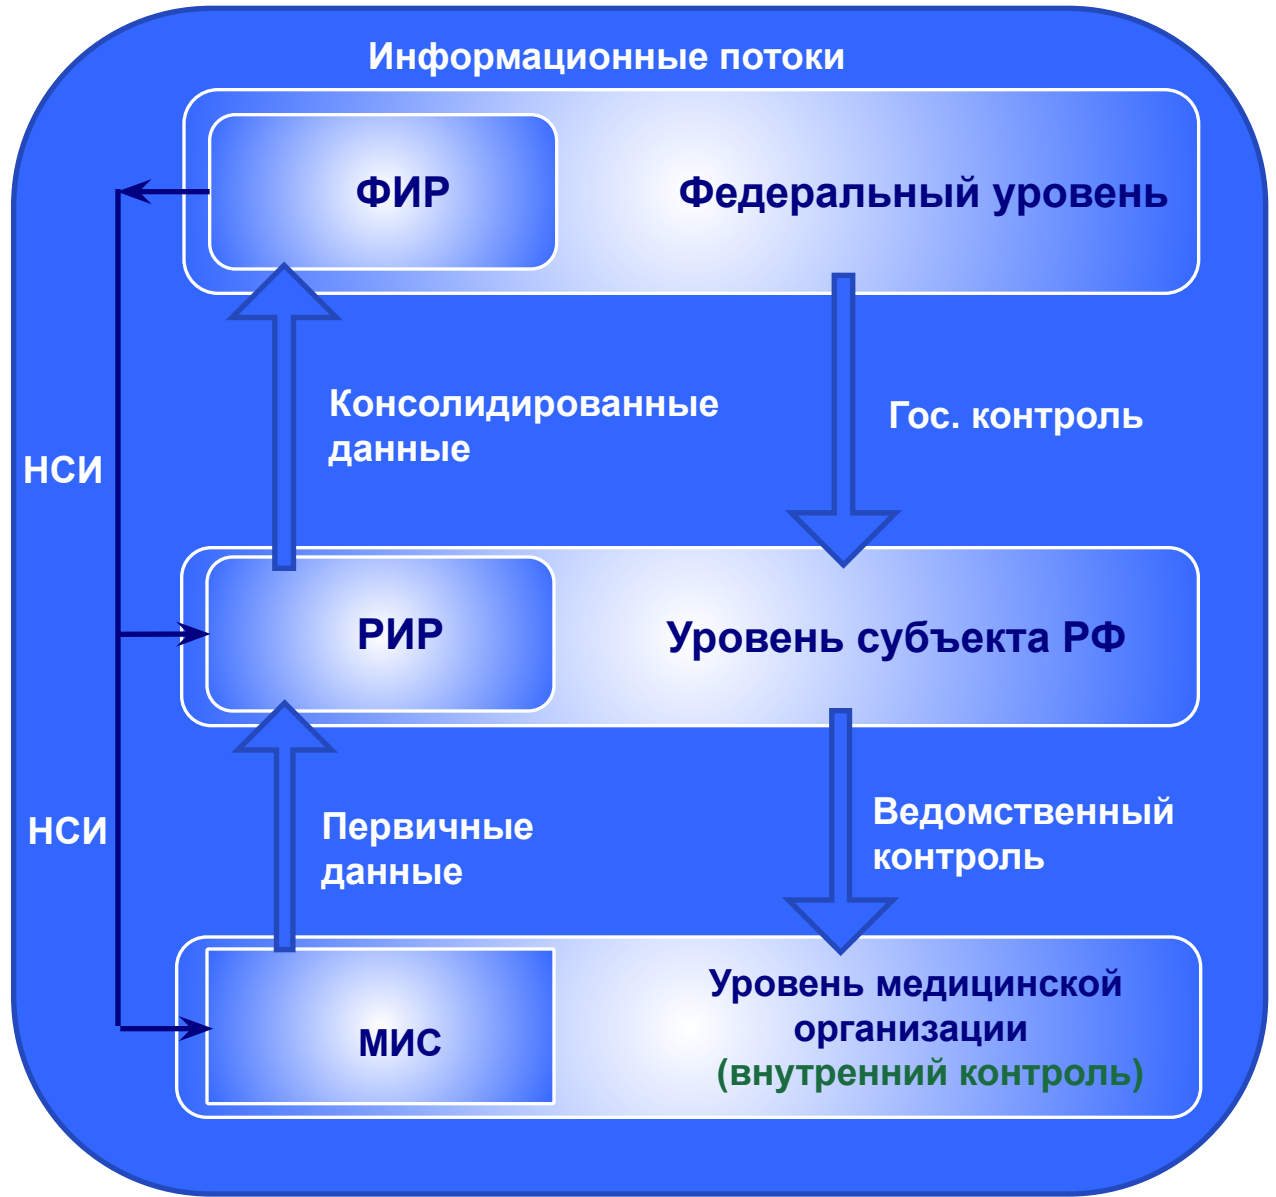 Информационные потоки
ФИР
Федеральный уровень
Консолидированные
данные
Гос. контроль
НСИ
РИР
Уровень субъекта РФ
НСИ
Первичные
данные
Ведомственный
контроль
МИС
Уровень медицинской
организации
(внутренний контроль)